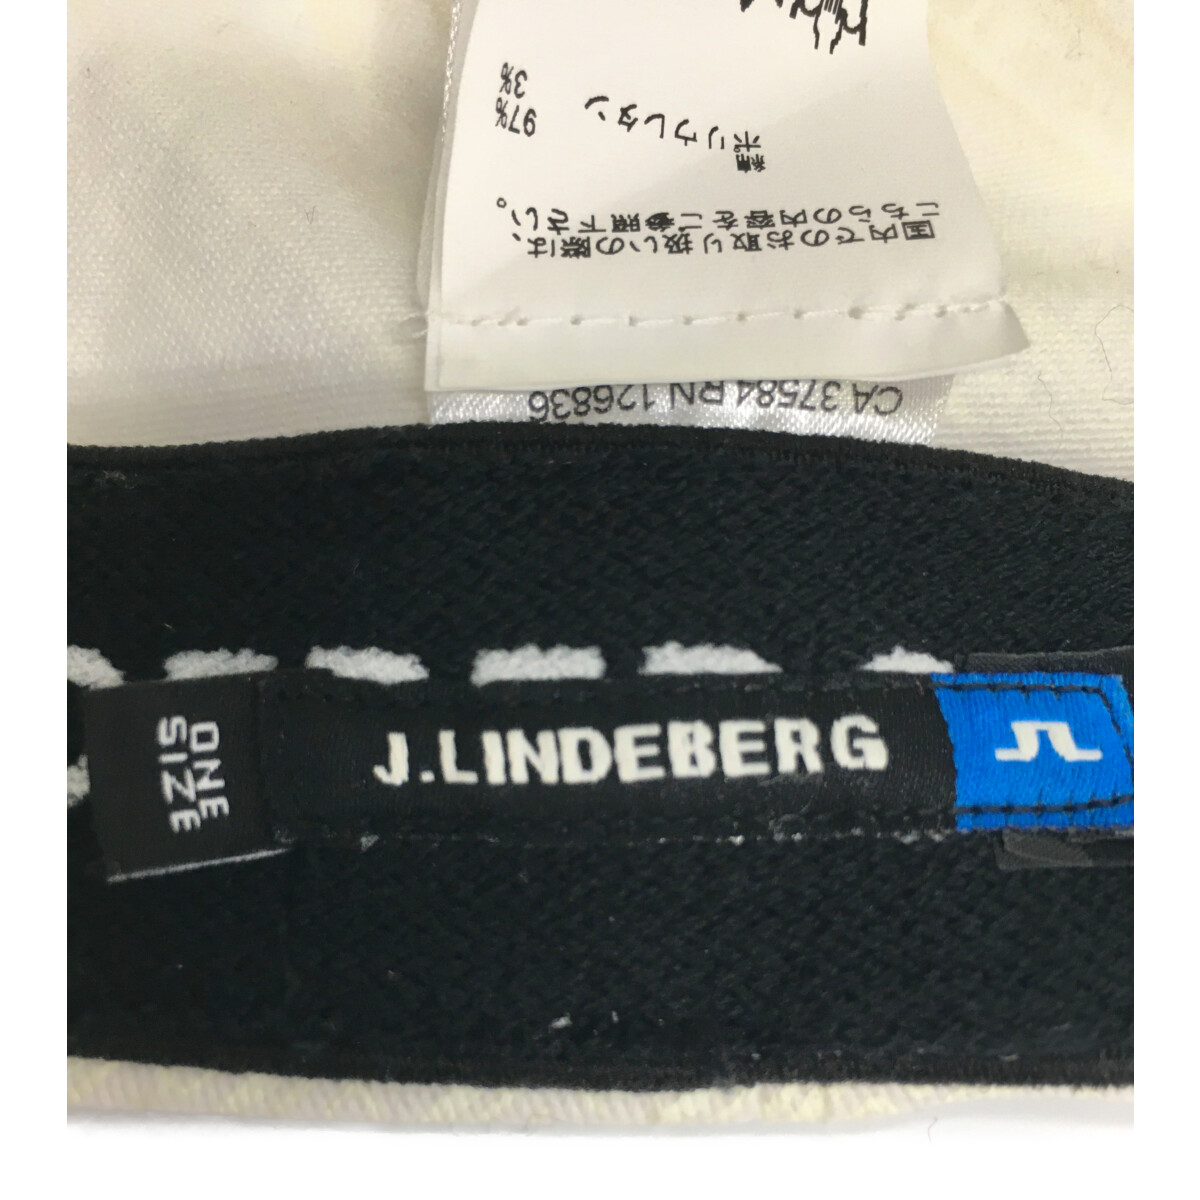 国内でのお取り扱いの際は、
こちらの内容をご参照下さい。
綿 97%
ポリウレタン 3%
CA 37584 RN 126836
ONE
SIZE
J.LINDEBERG